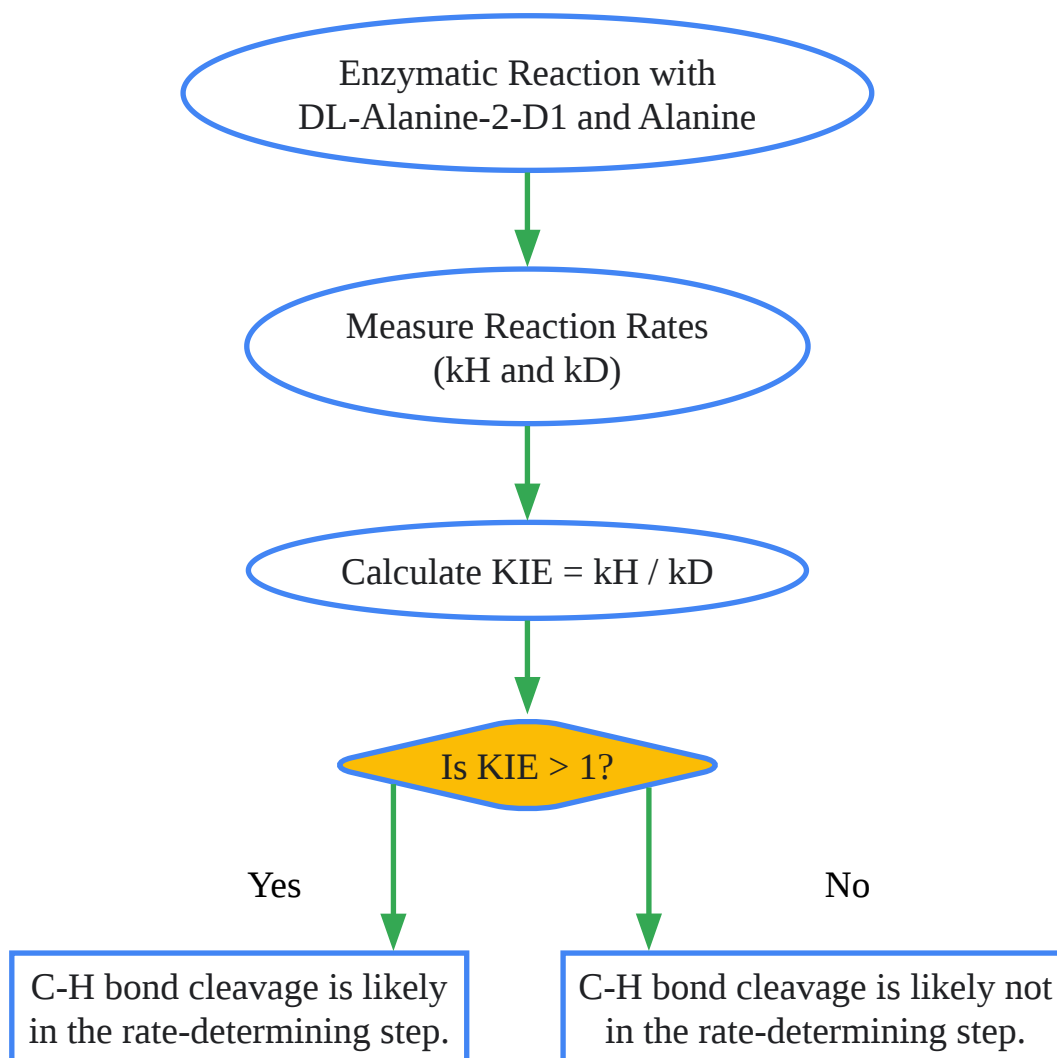 Enzymatic Reaction with
DL-Alanine-2-D1 and Alanine
Measure Reaction Rates
(kH and kD)
Calculate KIE = kH / kD
Is KIE > 1?
Yes
No
C-H bond cleavage is likely
in the rate-determining step.
C-H bond cleavage is likely not
in the rate-determining step.